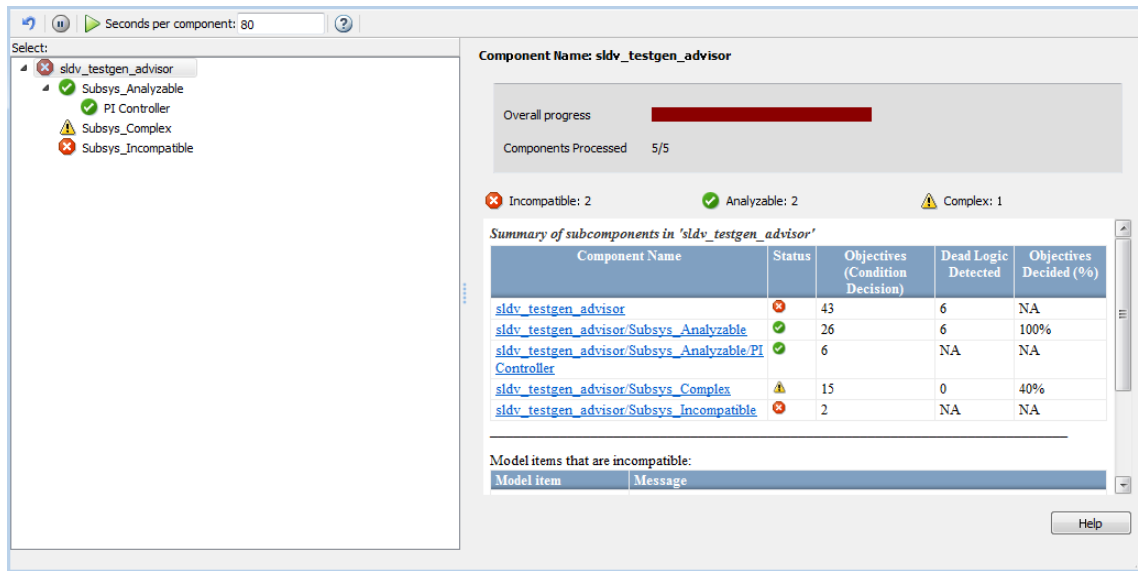 Seconds per component: 80
Select:
sldv_testgen_advisor
Subsys_Analyzable
PI Controller
Subsys_Complex
Subsys_Incompatible
Component Name: sldv_testgen_advisor
Overall progress
Components Processed 5/5
Incompatible: 2 Analyzable: 2 Complex: 1
Summary of subcomponents in 'sldv_testgen_advisor'
Component Name Status Objectives (Condition Decision) Dead Logic Detected Objectives Decided (%)
sldv_testgen_advisor 43 6 NA
sldv_testgen_advisor/Subsys_Analyzable 26 6 100%
sldv_testgen_advisor/Subsys_Analyzable/PI 6 NA NA
Controller
sldv_testgen_advisor/Subsys_Complex 15 0 40%
sldv_testgen_advisor/Subsys_Incompatible 2 NA NA
Model items that are incompatible:
Model item Message
Help